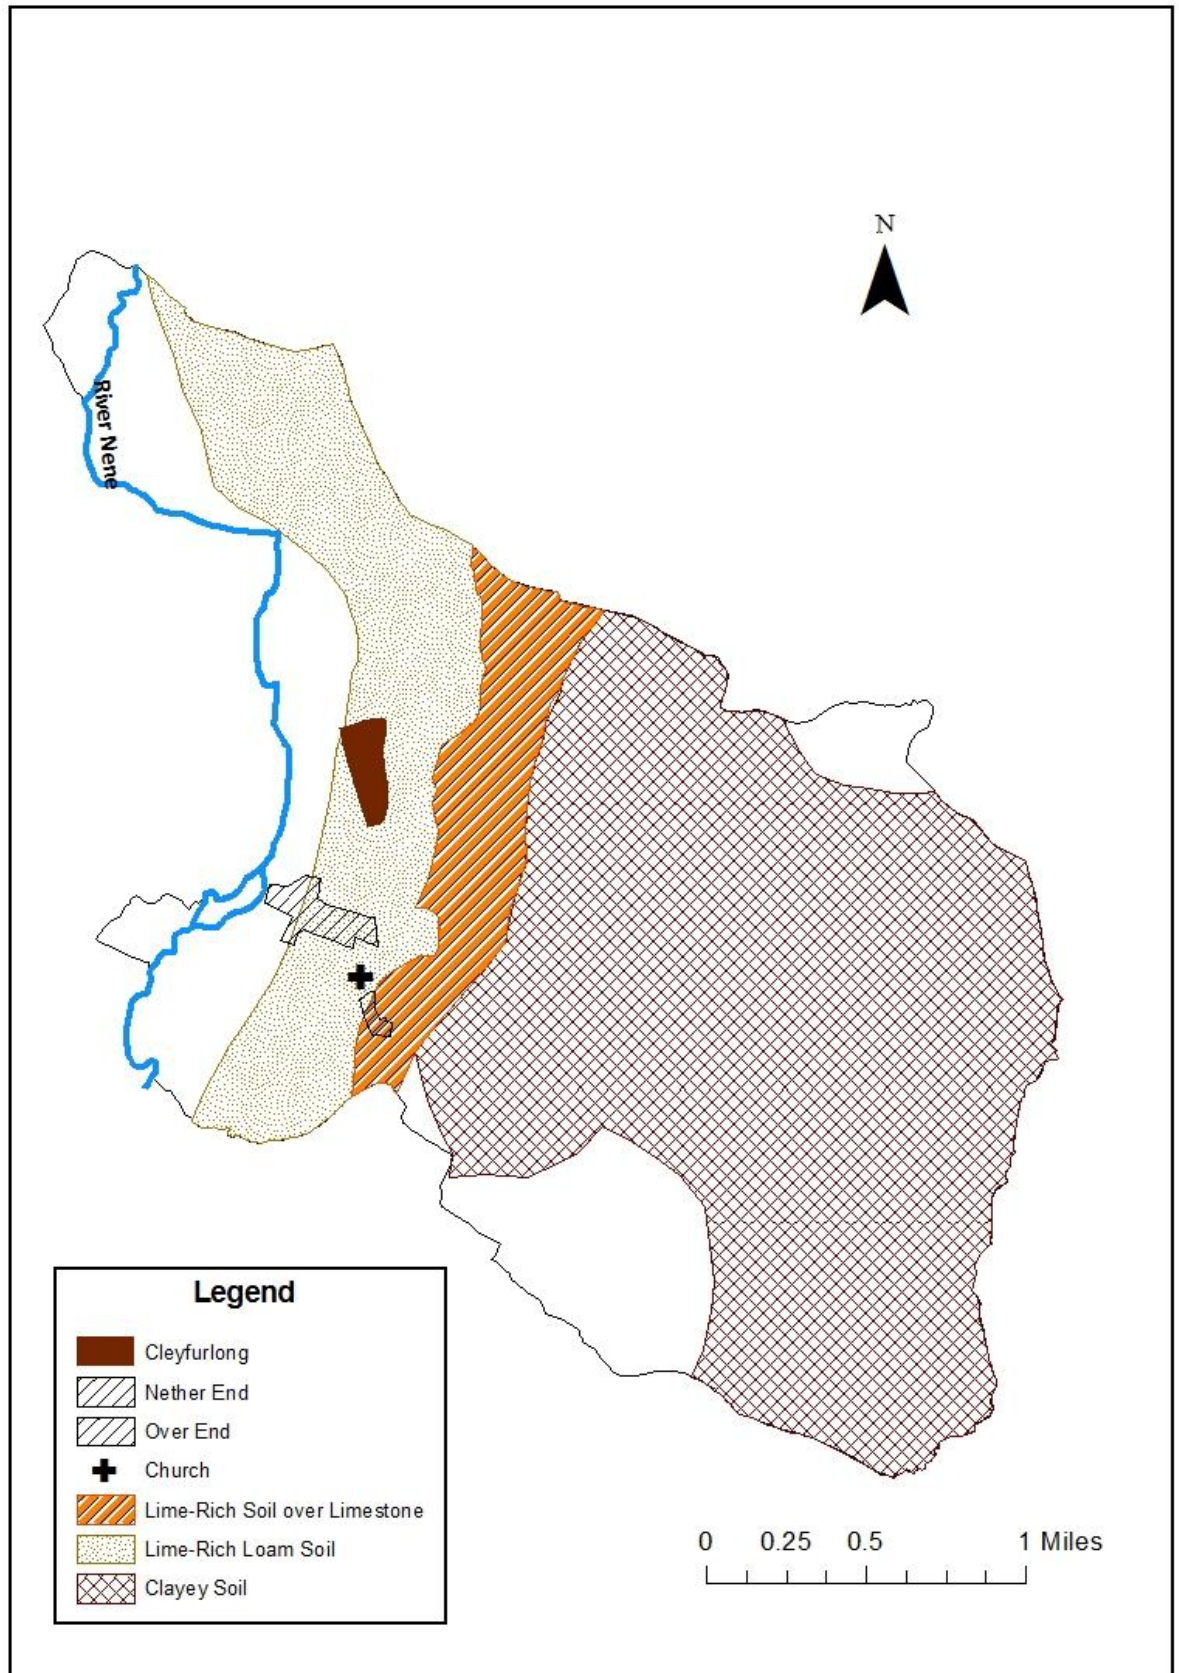 N
River Nene
Legend
Cleyfurlong
Nether End
Over End
Church
Lime-Rich Soil over Limestone
Lime-Rich Loam Soil
Clayey Soil
0 0.25 0.5 1 Miles